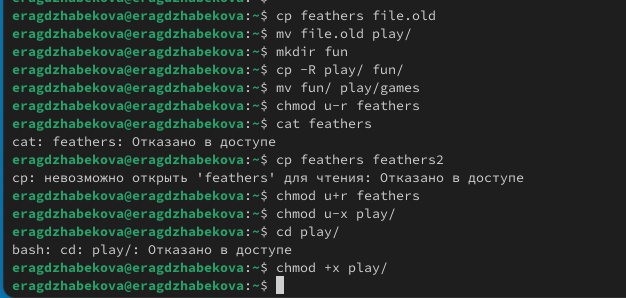 eragdzhabekova@eragdzhabekova:~$ cp feathers file.old
eragdzhabekova@eragdzhabekova:~$ mv file.old play/
eragdzhabekova@eragdzhabekova:~$ mkdir fun
eragdzhabekova@eragdzhabekova:~$ cp -R play/ fun/
eragdzhabekova@eragdzhabekova:~$ mv fun/ play/games
eragdzhabekova@eragdzhabekova:~$ chmod u-r feathers
eragdzhabekova@eragdzhabekova:~$ cat feathers
cat: feathers: Отказано в доступе
eragdzhabekova@eragdzhabekova:~$ cp feathers feathers2
cp: невозможно открыть 'feathers' для чтения: Отказано в доступе
eragdzhabekova@eragdzhabekova:~$ chmod u+r feathers
eragdzhabekova@eragdzhabekova:~$ chmod u-x play/
eragdzhabekova@eragdzhabekova:~$ cd play/
bash: cd: play/: Отказано в доступе
eragdzhabekova@eragdzhabekova:~$ chmod +x play/
eragdzhabekova@eragdzhabekova:~$